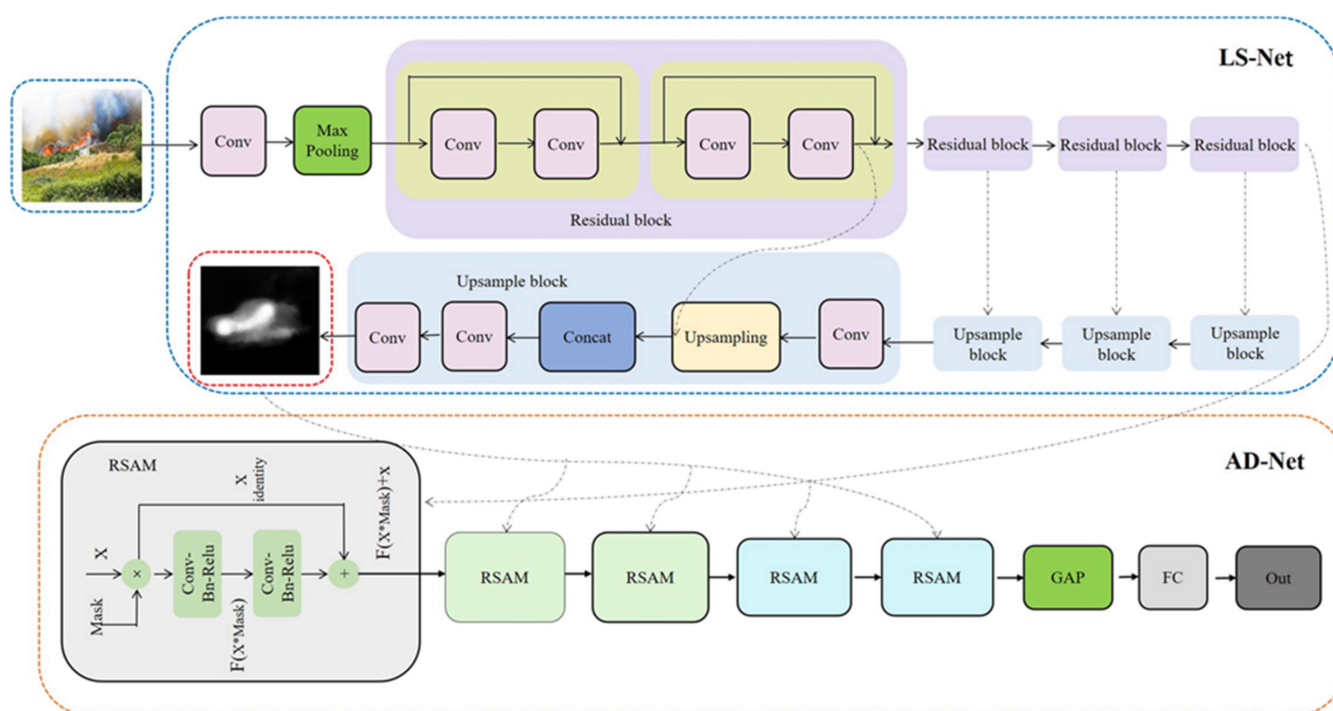 LS-Net
Conv
Max
Pooling
Conv
Conv
Conv
Conv
Residual block
Residual block
Residual block
Residual block
Upsample block
Conv
Conv
Concat
Upsampling
Conv
Upsample
block
Upsample
block
Upsample
block
AD-Net
RSAM
X
Mask
×
Conv-
Bn-Relu
F(X*Mask)
Conv-
Bn-Relu
X
identity
+
F(X*Mask)+x
RSAM
RSAM
RSAM
RSAM
GAP
FC
Out